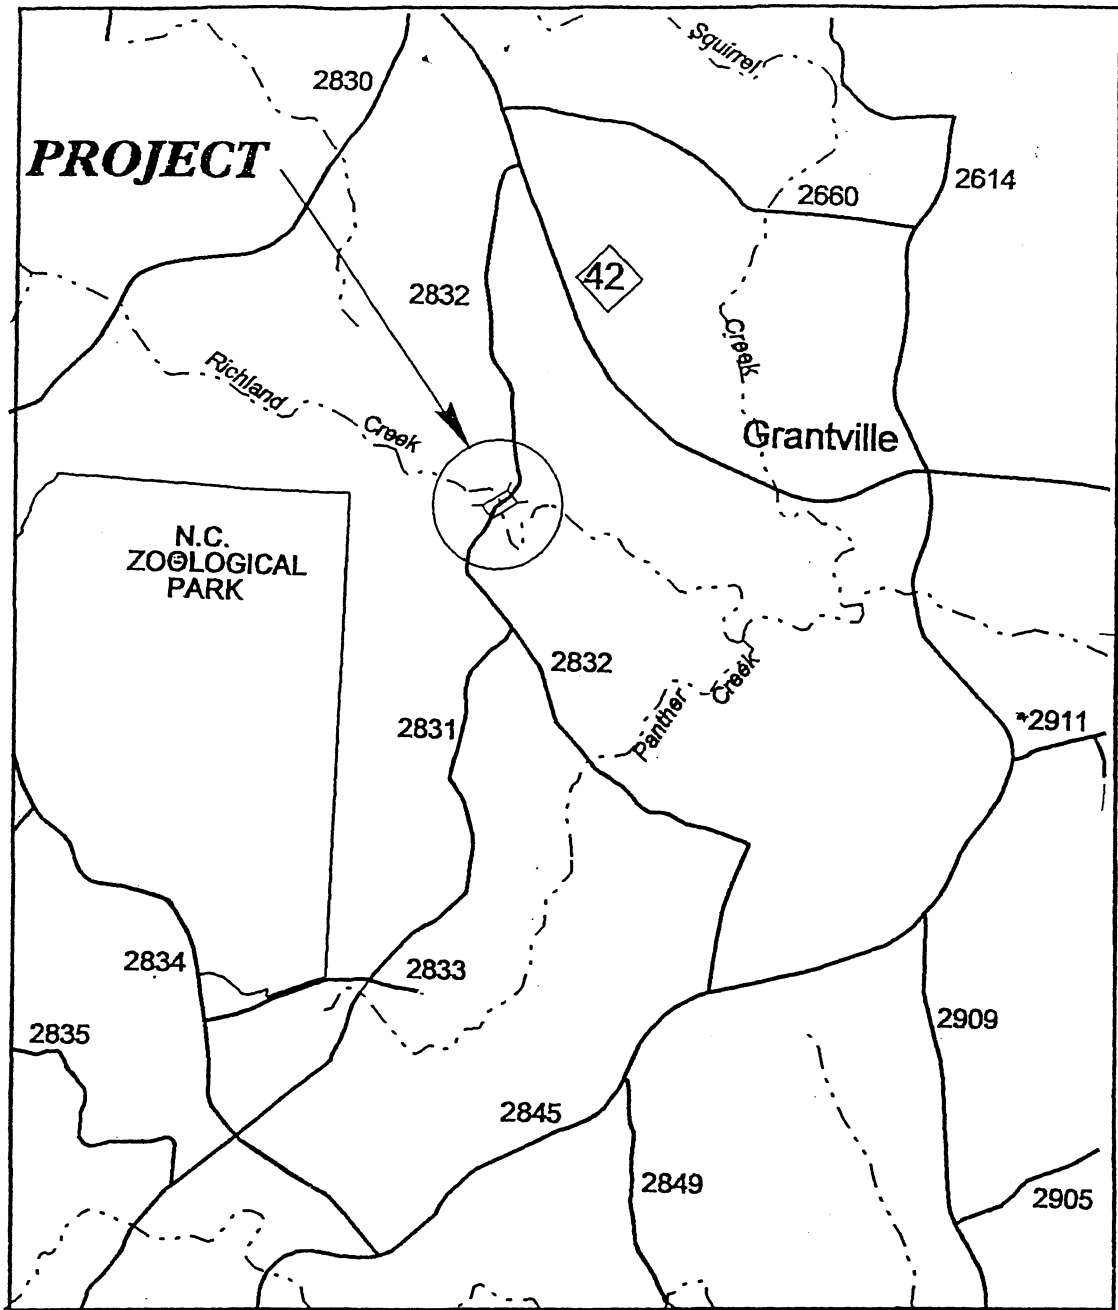 Squirrel
2830
PROJECT
2614
2660
42
2832
Creek
Richland
Creek
Grantville
N.C.
ZOOLOGICAL
PARK
2832
Creek
Panther
2831
*2911
2834
2833
2835
2909
2845
2849
2905